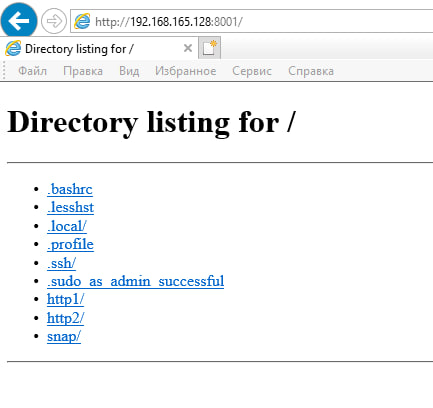 http://192.168.165.128:8001/
Directory listing for /
Файл Правка Вид Избранное Сервис Справка
Directory listing for /
.bashrc
.lesshst
.local/
.profile
.ssh/
.sudo_as_admin_successful
http1/
http2/
snap/